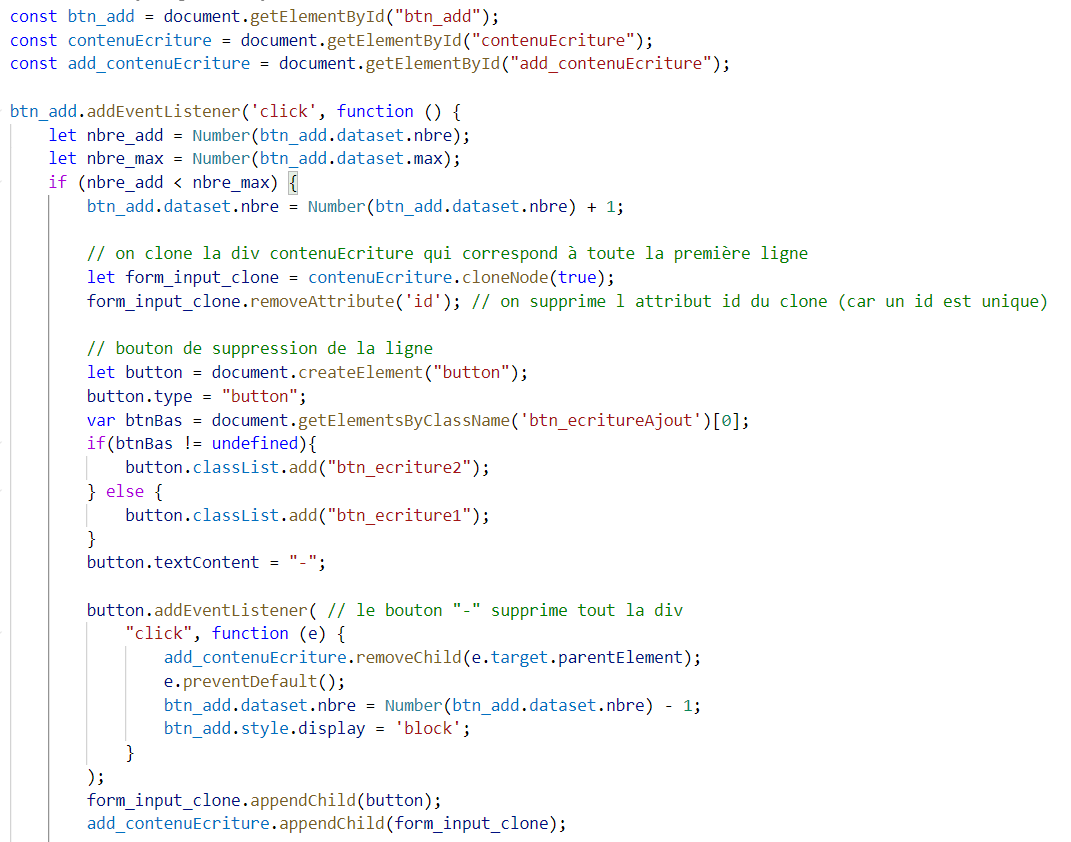 const btn_add = document.getElementById("btn_add");
const contenuEcriture = document.getElementById("contenuEcriture");
const add_contenuEcriture = document.getElementById("add_contenuEcriture");

btn_add.addEventListener('click', function () {
    let nbre_add = Number(btn_add.dataset.nbre);
    let nbre_max = Number(btn_add.dataset.max);
    if (nbre_add < nbre_max) {
        btn_add.dataset.nbre = Number(btn_add.dataset.nbre) + 1;

        // on clone la div contenuEcriture qui correspond à toute la première ligne
        let form_input_clone = contenuEcriture.cloneNode(true);
        form_input_clone.removeAttribute('id'); // on supprime l attribut id du clone (car un id est unique)

        // bouton de suppression de la ligne
        let button = document.createElement("button");
        button.type = "button";
        var btnBas = document.getElementsByClassName('btn_ecritureAjout')[0];
        if(btnBas != undefined){
            button.classList.add("btn_ecriture2");
        } else {
            button.classList.add("btn_ecriture1");
        }
        button.textContent = "-";

        button.addEventListener( // le bouton "-" supprime tout la div
            "click", function (e) {
                add_contenuEcriture.removeChild(e.target.parentElement);
                e.preventDefault();
                btn_add.dataset.nbre = Number(btn_add.dataset.nbre) - 1;
                btn_add.style.display = 'block';
            }
        );
        form_input_clone.appendChild(button);
        add_contenuEcriture.appendChild(form_input_clone);